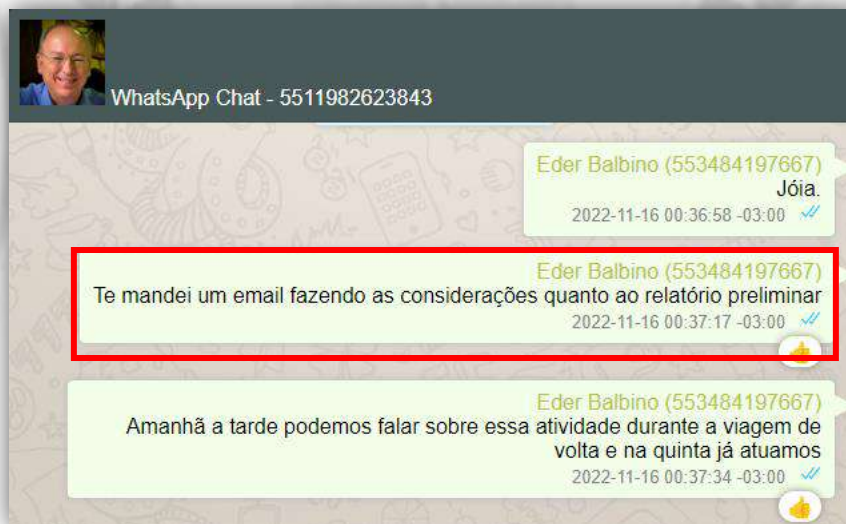 WhatsApp Chat - 5511982623843
Eder Balbino (553484197667)
Jóia.
2022-11-16 00:36:58 -03:00
Eder Balbino (553484197667)
Te mandei um email fazendo as considerações quanto ao relatório preliminar
2022-11-16 00:37:17 -03:00
Eder Balbino (553484197667)
Amanhã a tarde podemos falar sobre essa atividade durante a viagem de
volta e na quinta já atuamos
2022-11-16 00:37:34 -03:00